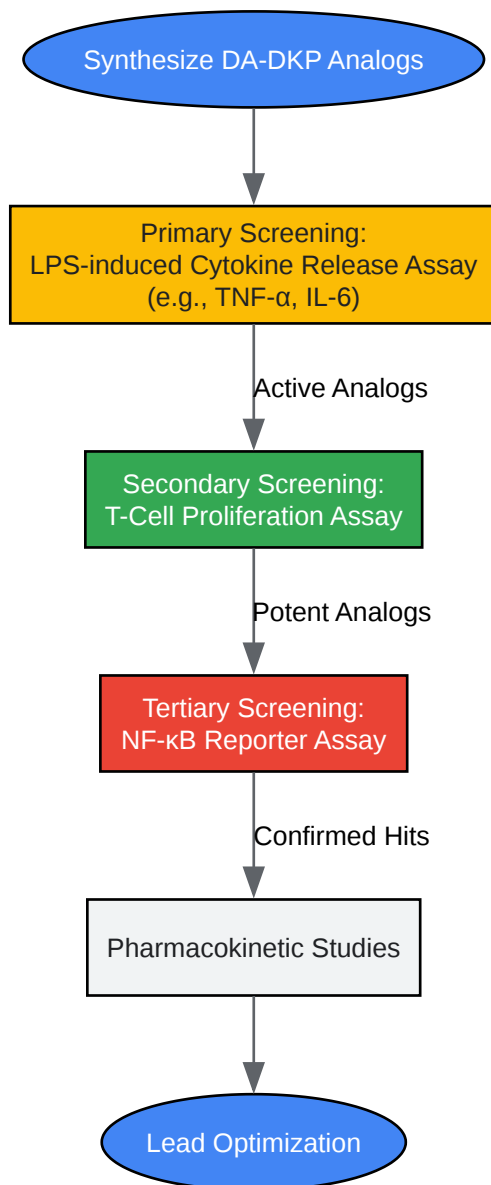 Synthesize DA-DKP Analogs
Primary Screening:
LPS-induced Cytokine Release Assay
(e.g., TNF-α, IL-6)
Active Analogs
Secondary Screening:
T-Cell Proliferation Assay
Potent Analogs
Tertiary Screening:
NF-κB Reporter Assay
Confirmed Hits
Pharmacokinetic Studies
Lead Optimization